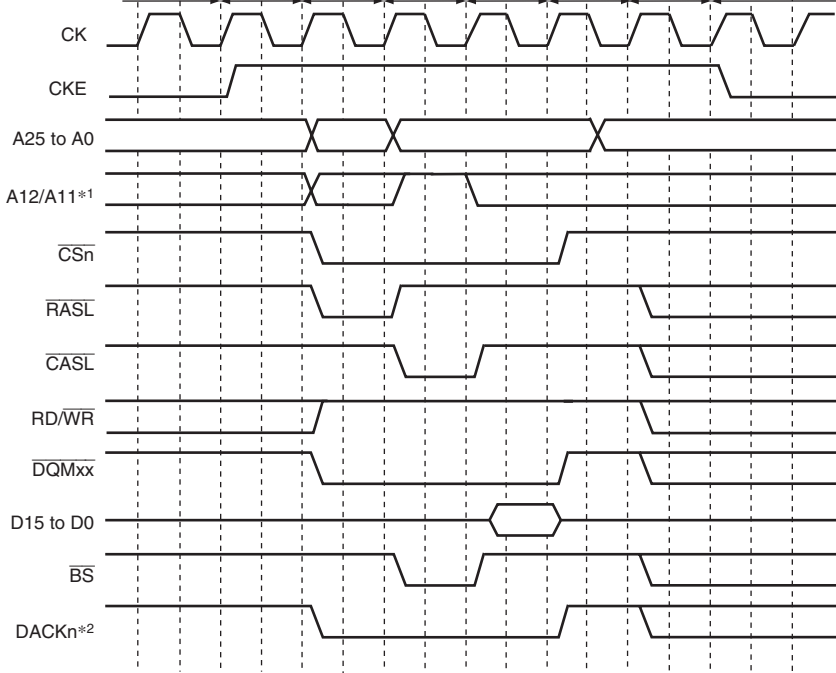 CK
CKE
A25 to A0
A12/A11*1
CSn
RASL
CASL
RD/WR
DQMxx
D15 to D0
BS
DACKn*2